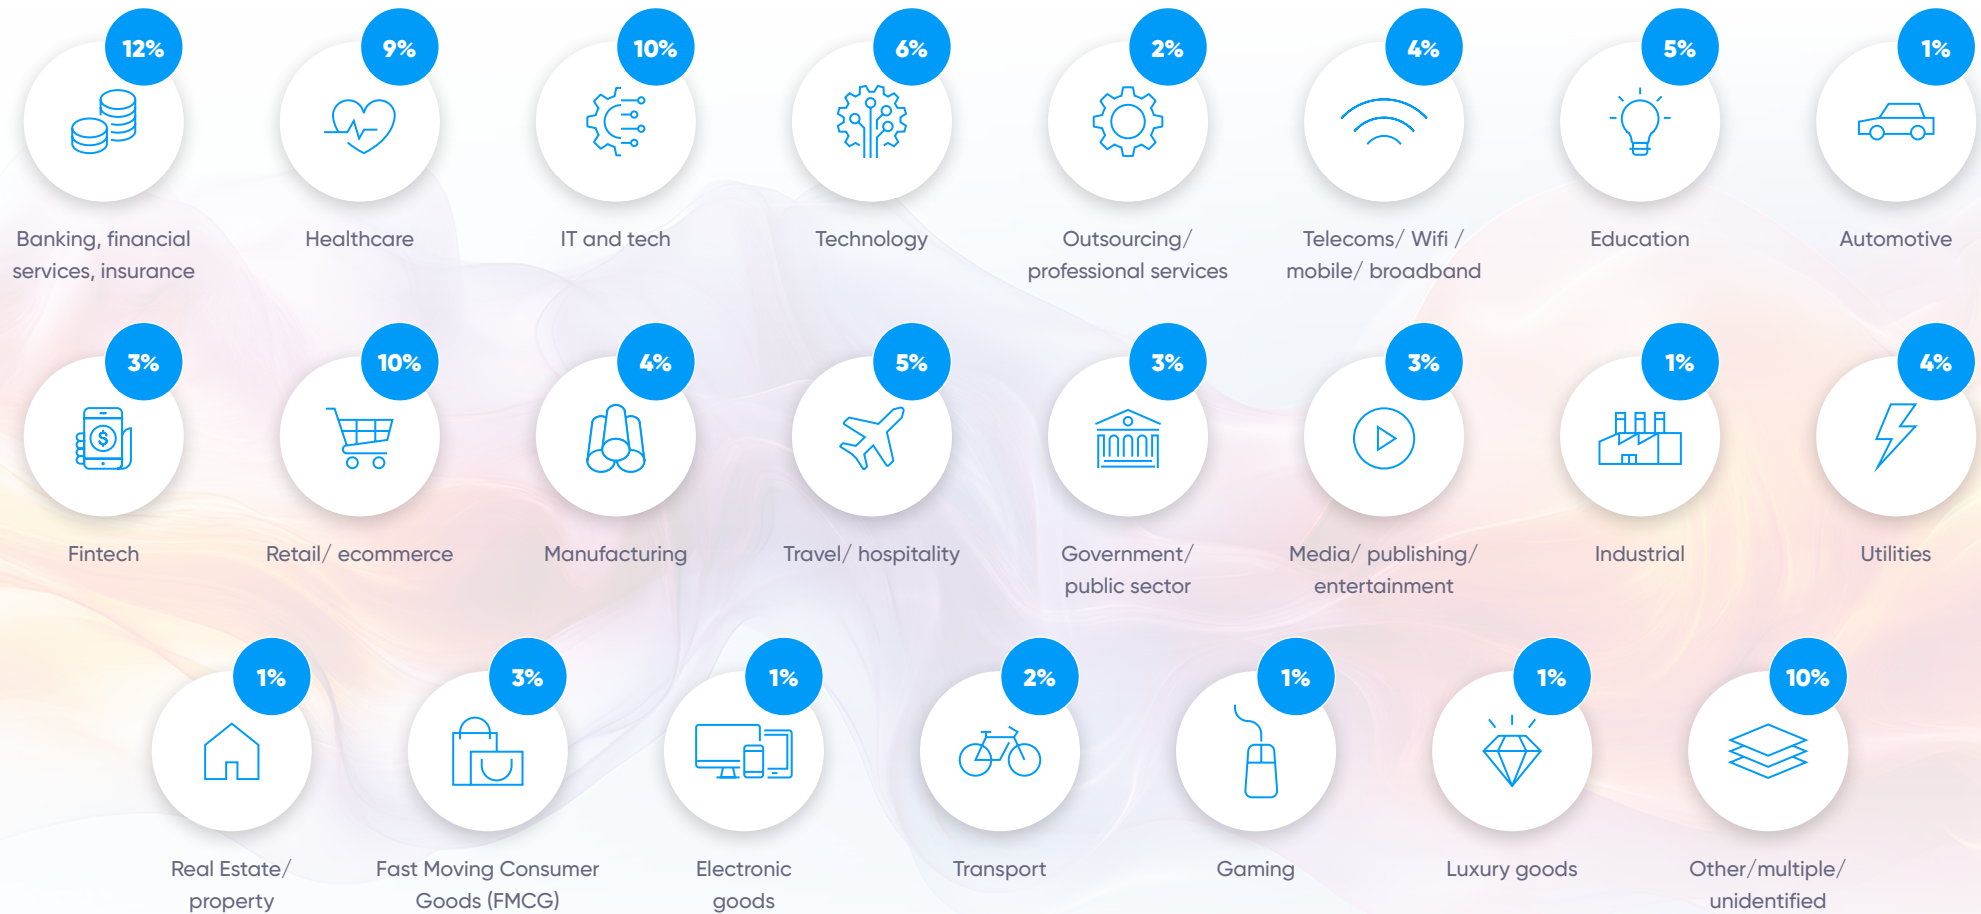 12%
9%
10%
6%
2%
4%
5%
1%
Banking, financial
services, insurance
Healthcare
IT and tech
Technology
Outsourcing/
professional services
Telecoms/ Wifi /
mobile/ broadband
Education
Automotive
3%
10%
4%
5%
3%
3%
1%
4%
$
Fintech
Retail/ ecommerce
Manufacturing
Travel/ hospitality
Government/
public sector
Media/ publishing/
entertainment
Industrial
Utilities
1%
3%
1%
2%
1%
1%
10%
Real Estate/
property
Fast Moving Consumer
Goods (FMCG)
Electronic
goods
Transport
Gaming
Luxury goods
Other/multiple/
unidentified